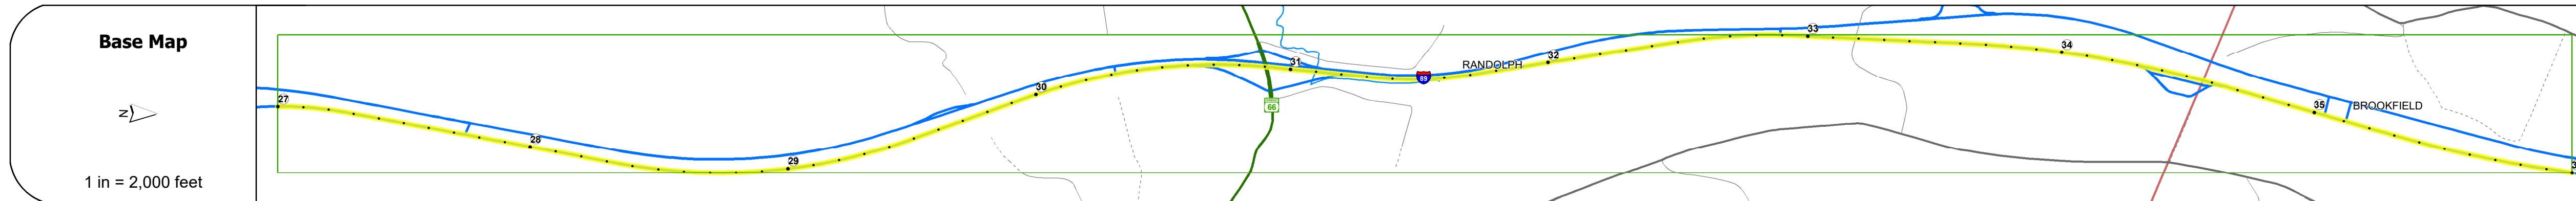 Base Map
N
1 in = 2,000 feet
27
28
29
30
66
31
89
RANDOLPH
32
33
34
35
BROOKFIELD